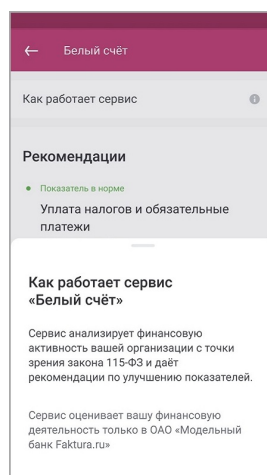 Белый счёт
Как работает сервис
Рекомендации
Показатель в норме
Уплата налогов и обязательные
платежи
Как работает сервис
«Белый счёт»
Сервис анализирует финансовую
активность вашей организации с точки
зрения закона 115-ФЗ и даёт
рекомендации по улучшению показателей.
Сервис оценивает вашу финансовую
деятельность только в ОАО «Модельный
банк Faktura.ru»